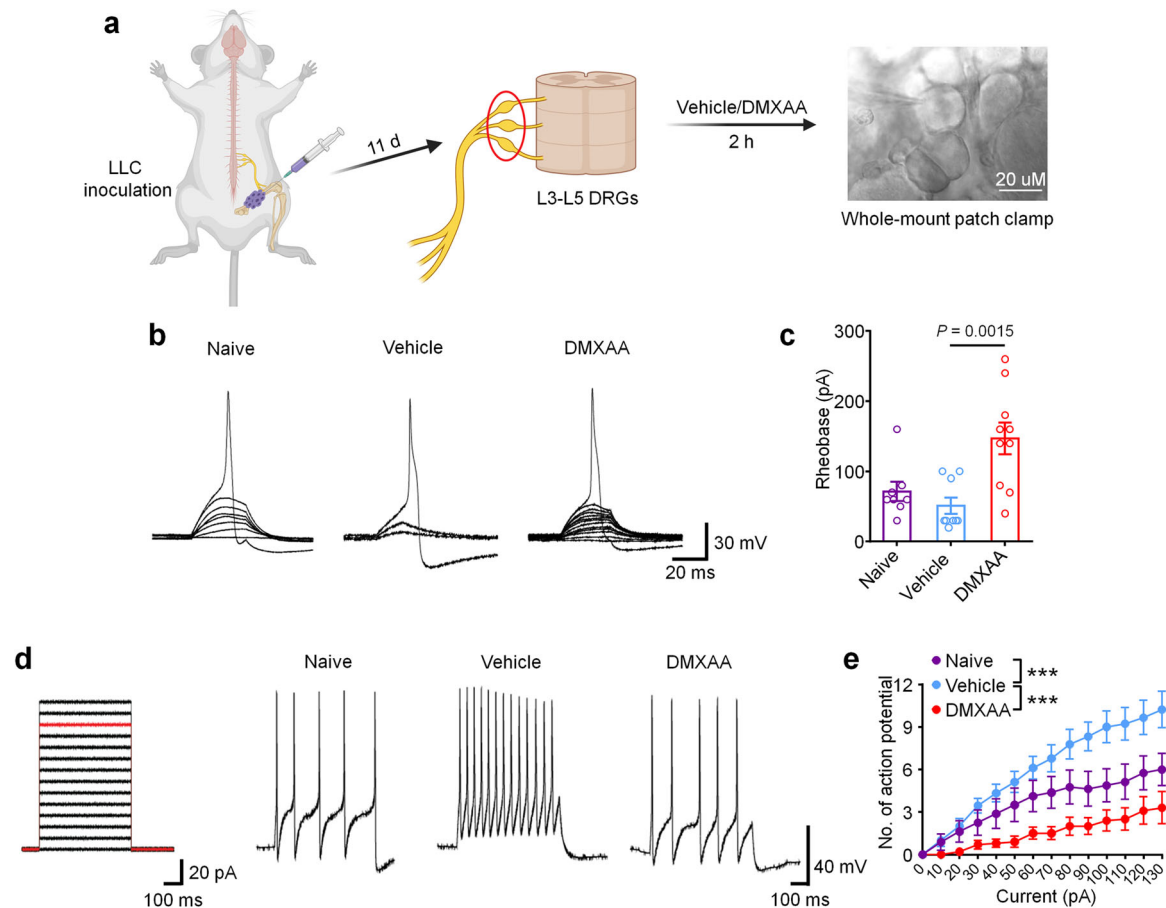 a
LLC
inoculation
11 d
L3-L5 DRGs
Vehicle/DMXAA
2 h
20 uM
Whole-mount patch clamp
b
Naive
Vehicle
DMXAA
30 mV
20 ms
c
P = 0.0015
Rheobase (pA)
300
200
100
0
Naive
Vehicle
DMXAA
d
Naive
Vehicle
DMXAA
20 pA
100 ms
40 mV
100 ms
e
Naive
Vehicle
DMXAA
***
***
No. of action potential
12
9
6
3
0
0 10 20 30 40 50 60 70 80 90 100 110 120 130
Current (pA)